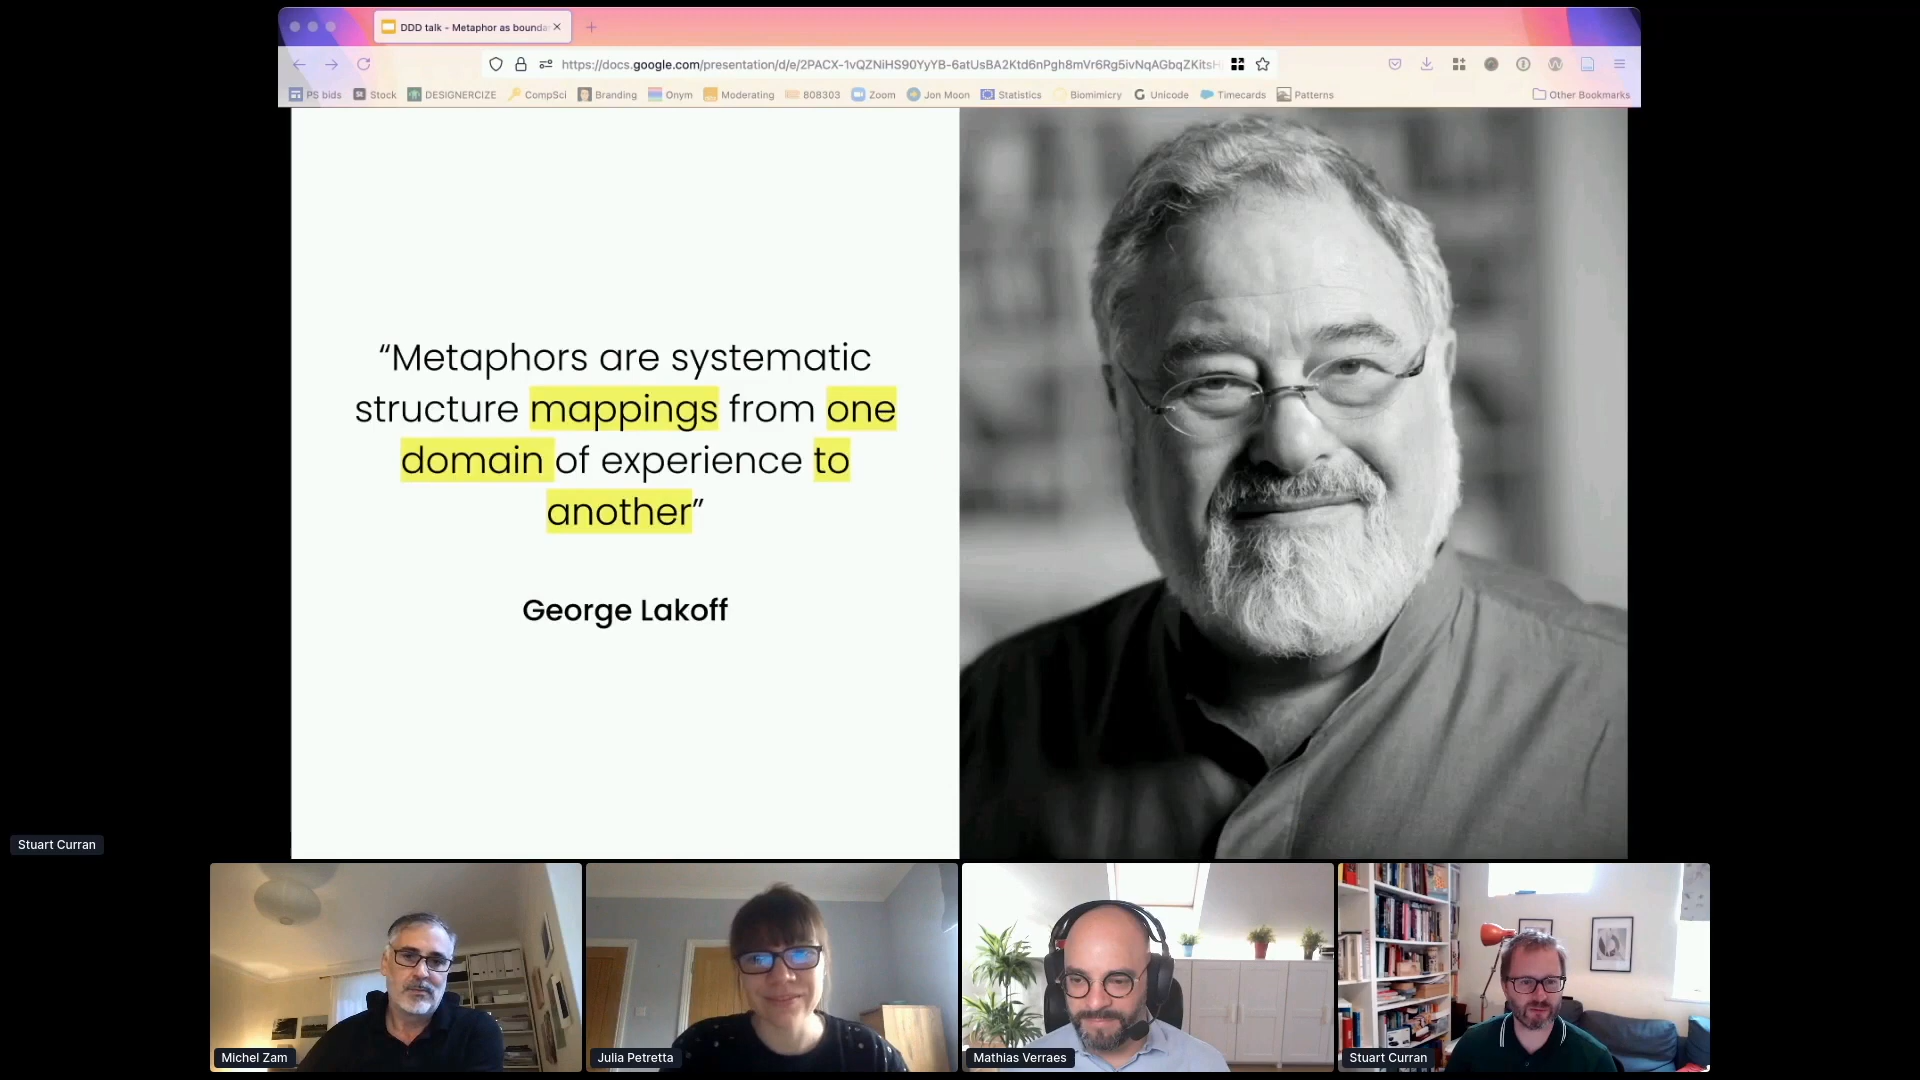 DDD talk - Metaphor as bounda
https://docs.google.com/presentation/d/e/2PACX-1vQZNiHS90YyYB-6atUsBA2Ktd6nPgh8mVr6Rg5ivNqAGbqZKitsH
PS bids Stock DESIGNERCIZE CompSci Branding Onym Moderating 808303 Zoom Jon Moon Statistics Biomimicry Unicode Timecards Patterns Other Bookmarks
“Metaphors are systematic
structure mappings from one
domain of experience to
another”
George Lakoff
Stuart Curran
Michel Zam
Julia Petretta
Mathias Verraes
Stuart Curran